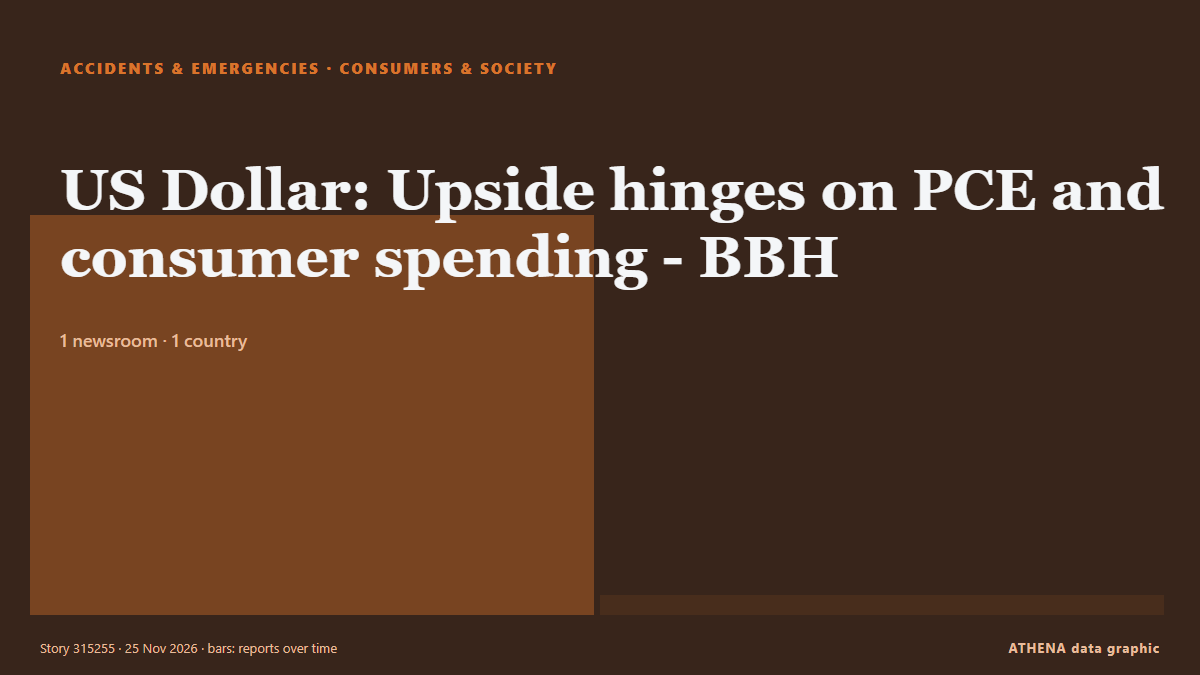 ACCIDENTS & EMERGENCIES · CONSUMERS & SOCIETY
US Dollar: Upside hinges on PCE and
consumer spending - BBH
1 newsroom · 1 country
Story 315255 · 25 Nov 2026 · bars: reports over time
ATHENA data graphic